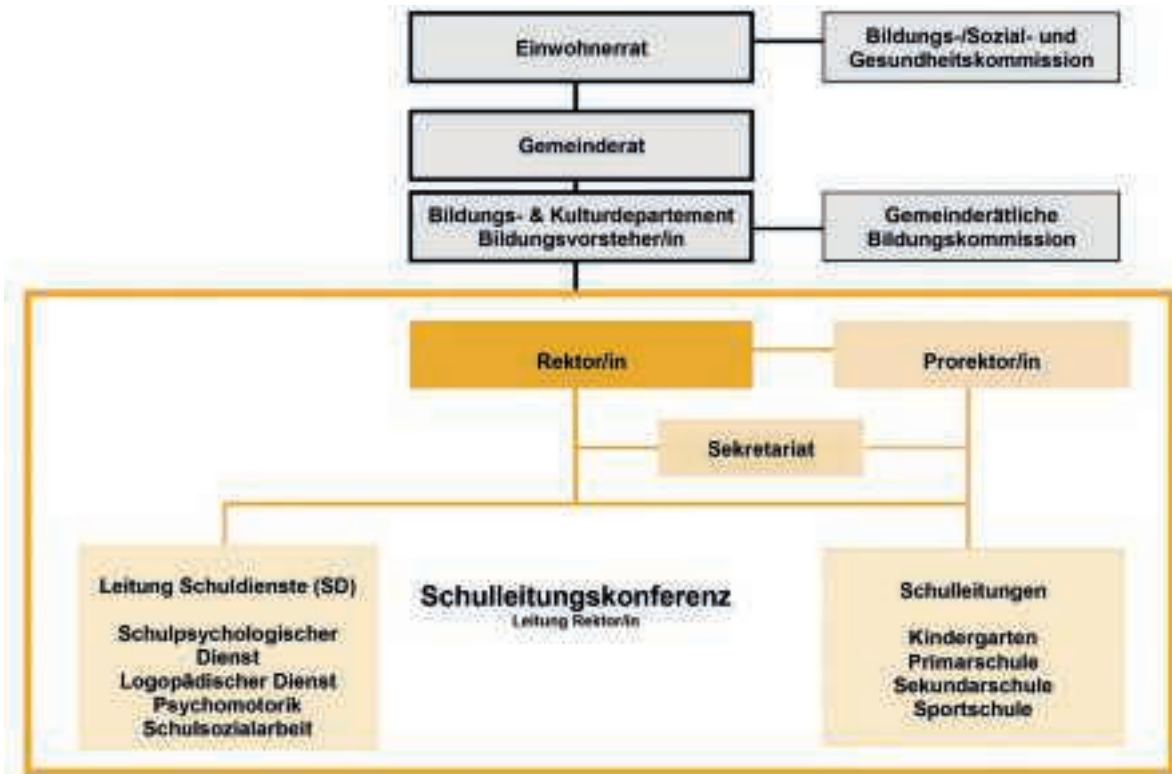 Einwohnerrat
Bildungs-/Sozial- und
Gesundheitskommission
Gemeinderat
Bildungs- & Kulturdepartement
Bildungsvorsteher/in
Gemeinderätliche
Bildungskommission
Rektor/in
Prorektor/in
Sekretariat
Leitung Schuldienste (SD)
Schulpsychologischer
Dienst
Logopädischer Dienst
Psychomotorik
Schulsozialarbeit
Schulleitungskonferenz
Leitung Rektor/in
Schulleitungen
Kindergarten
Primarschule
Sekundarschule
Sportschule